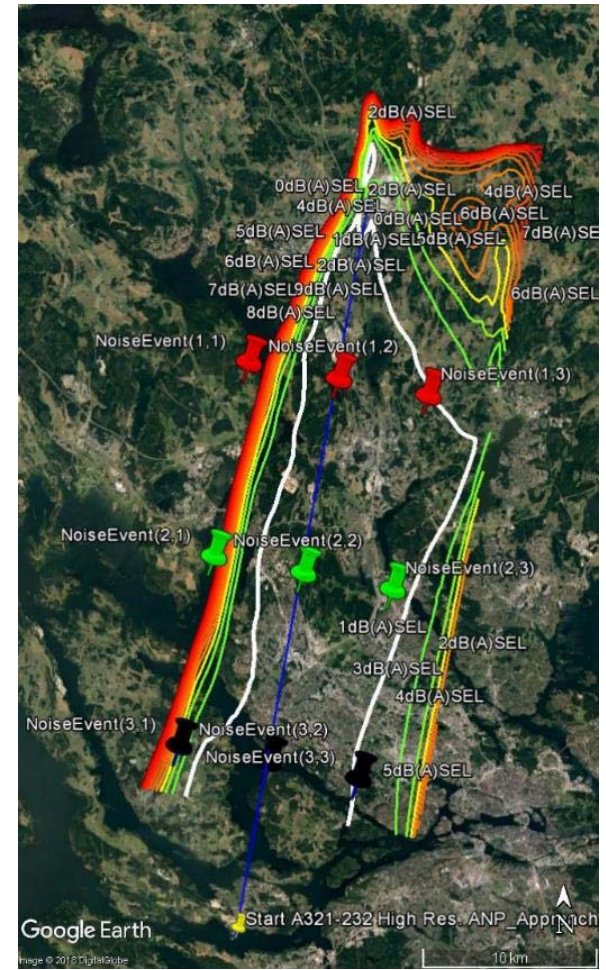 2dB(A)SEL
0dB(A)SEL
2dB(A)SEL
4dB(A)SEL
4dB(A)SEL
0dB(A)SEL
6dB(A)SEL
5dB(A)SEL
1dB(A)SEL
5dB(A)SEL
7dB(A)SE
6dB(A)SEL
2dB(A)SEL
7dB(A)SEL
9dB(A)SEL
6dB(A)SEL
8dB(A)SEL
NoiseEvent(1,1)
NoiseEvent(1,2)
NoiseEvent(1,3)
NoiseEvent(2,1)
NoiseEvent(2,2)
NoiseEvent(2,3)
1dB(A)SEL
2dB(A)SEL
3dB(A)SEL
4dB(A)SEL
NoiseEvent(3,1)
NoiseEvent(3,2)
NoiseEvent(3,3)
5dB(A)SEL
Start A321-232 High Res. ANP_Approach
N
Google Earth
Image © 2018 DigitalGlobe
10 km